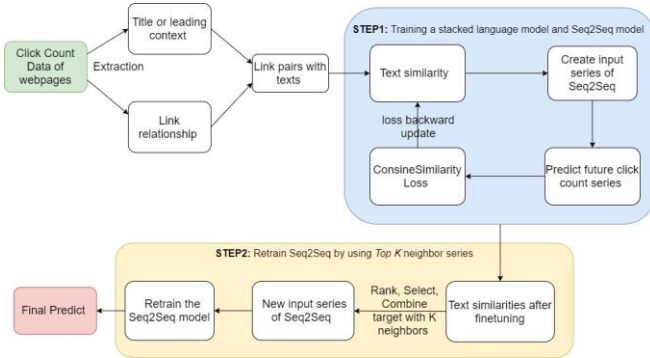 Click Count
Data of
webpages
Extraction
Title or leading
context
Link
relationship
Link pairs with
texts
STEP1: Training a stacked language model and Seq2Seq model
Text similarity
Create input
series of
Seq2Seq
loss backward
update
ConsineSimilarity
Loss
Predict future click
count series
STEP2: Retrain Seq2Seq by using Top K neighbor series
Final Predict
Retrain the
Seq2Seq model
New input series
of Seq2Seq
Rank, Select,
Combine
target with K
neighbors
Text similarities after
finetuning